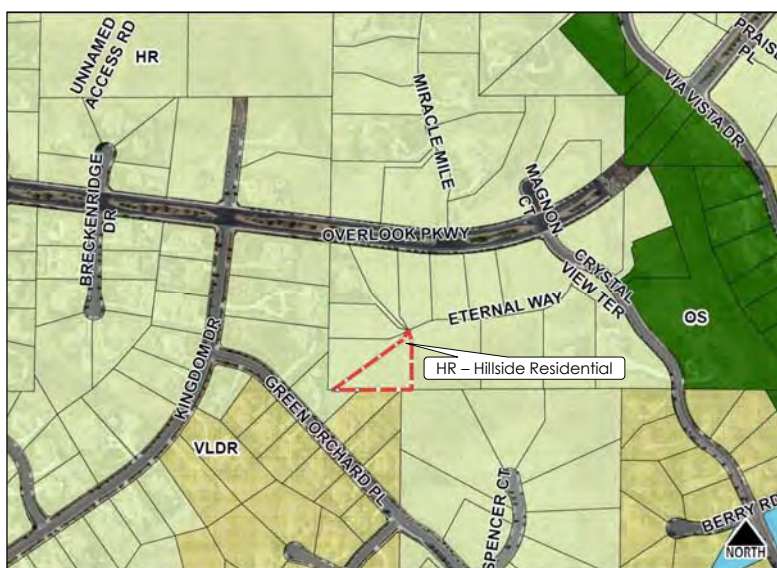 UNNAMED
ACCESS RD
HR
PRAISE
PL
VIA VISTA DR
MIRACLE MILE
MAGNON
CT
BRECKENRIDGE
DR
OVERLOOK PKWY
CRYSTAL
VIEW TER
ETERNAL WAY
OS
HR – Hillside Residential
KINGDOM DR
GREEN ORCHARD PL
VLDR
SPENCER CT
BERRY RD
NORTH